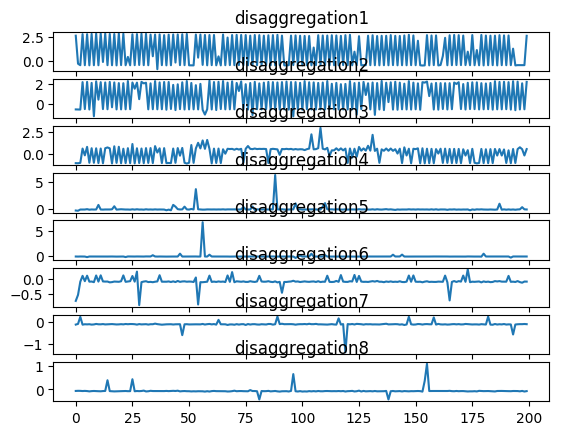 disaggregation1
2.5
0.0
disaggregation2
2
0
disaggregation3
2.5
0.0
disaggregation4
5
0
disaggregation5
5
0
disaggregation6
0.0
−0.5
disaggregation7
0
−1
disaggregation8
1
0
0 25 50 75 100 125 150 175 200